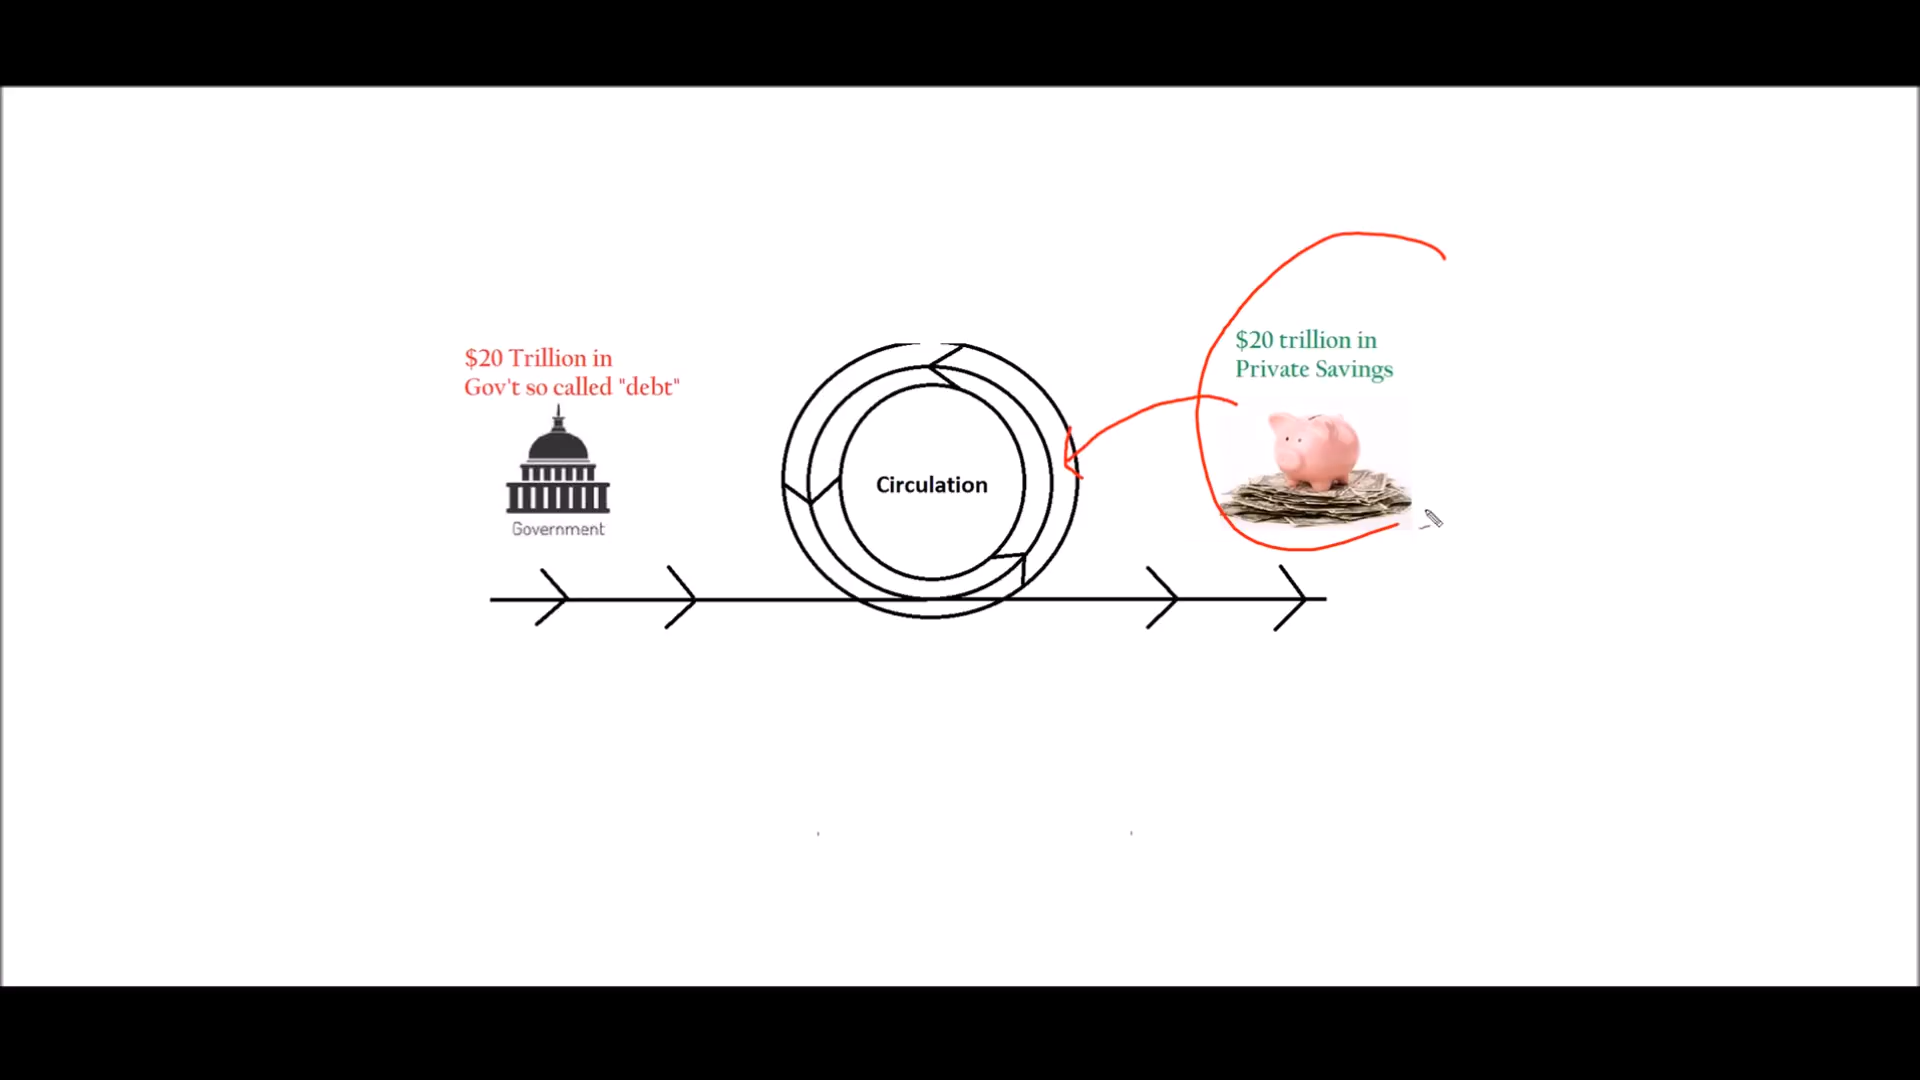 $20 Trillion in
Gov't so called "debt"
Government
Circulation
$20 trillion in
Private Savings